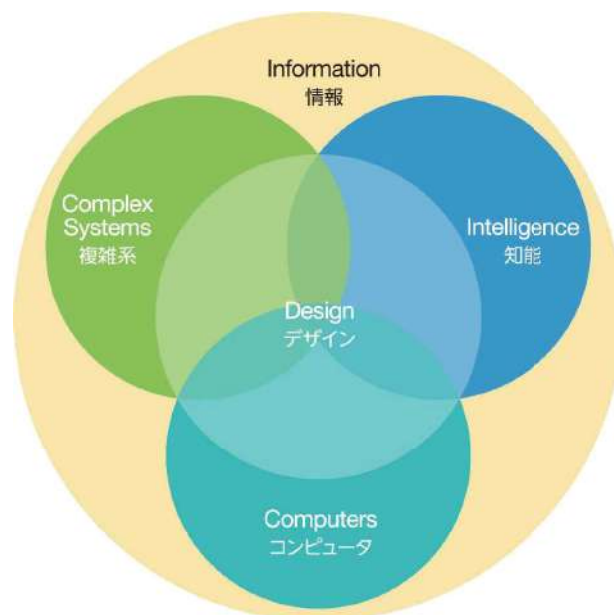 Information
情報
Complex
Systems
複雑系
Intelligence
知能
Design
デザイン
Computers
コンピュータ